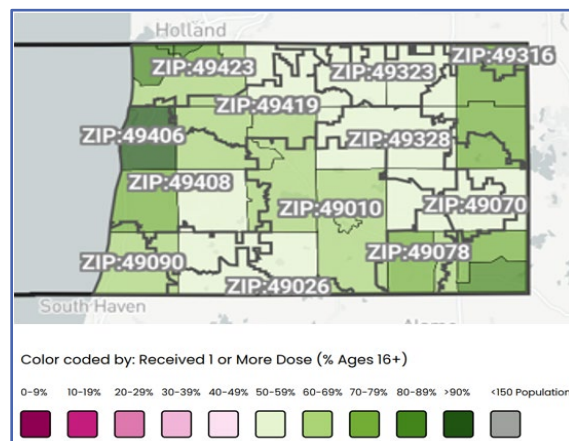 Holland
ZIP:49316
ZIP:49423
ZIP:49323
ZIP:49419
ZIP:49406
ZIP:49328
ZIP:49408
ZIP:49010
ZIP:49070
ZIP:49078
ZIP:49090
ZIP:49026
South Haven
Color coded by: Received 1 or More Dose (% Ages 16+)
0-9% 10-19% 20-29% 30-39% 40-49% 50-59% 60-69% 70-79% 80-89% >90% <150 Population